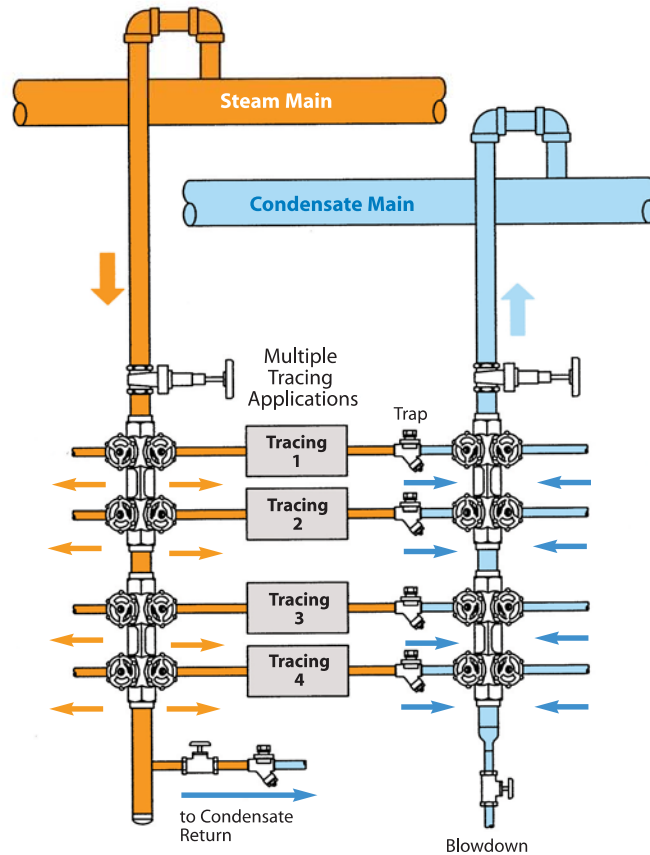 Steam Main
Condensate Main
Multiple
Tracing
Applications
Trap
Tracing
1
Tracing
2
Tracing
3
Tracing
4
to Condensate
Return
Blowdown